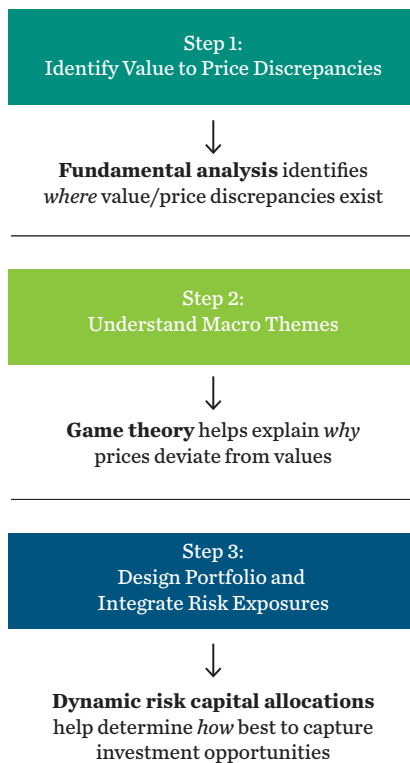 Step 1:
Identify Value to Price Discrepancies
Fundamental analysis identifies
where value/price discrepancies exist
Step 2:
Understand Macro Themes
Game theory helps explain why
prices deviate from values
Step 3:
Design Portfolio and
Integrate Risk Exposures
Dynamic risk capital allocations
help determine how best to capture
investment opportunities